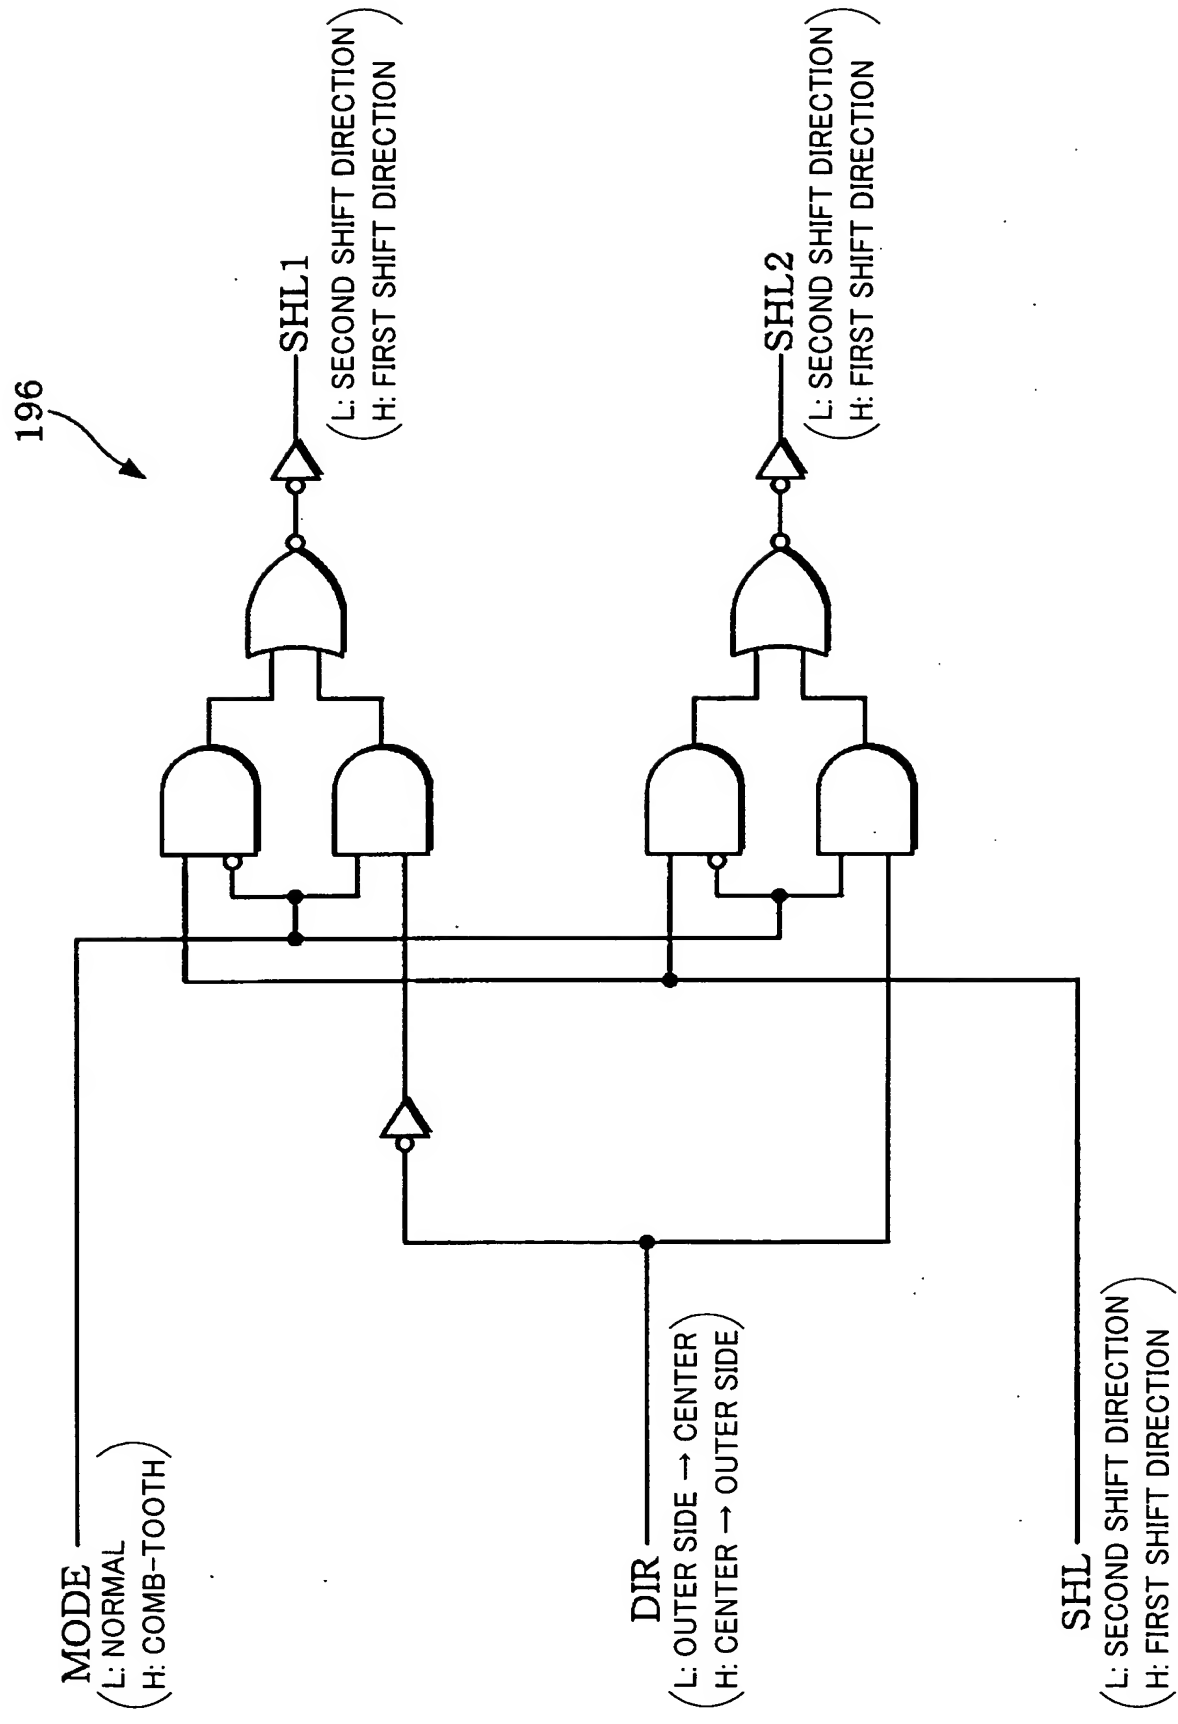 196
MODE
(L: NORMAL
H: COMB-TOOTH)
DIR
(L: OUTER SIDE → CENTER
H: CENTER → OUTER SIDE)
SHL
(L: SECOND SHIFT DIRECTION
H: FIRST SHIFT DIRECTION)
SHL1
(L: SECOND SHIFT DIRECTION
H: FIRST SHIFT DIRECTION)
SHL2
(L: SECOND SHIFT DIRECTION
H: FIRST SHIFT DIRECTION)